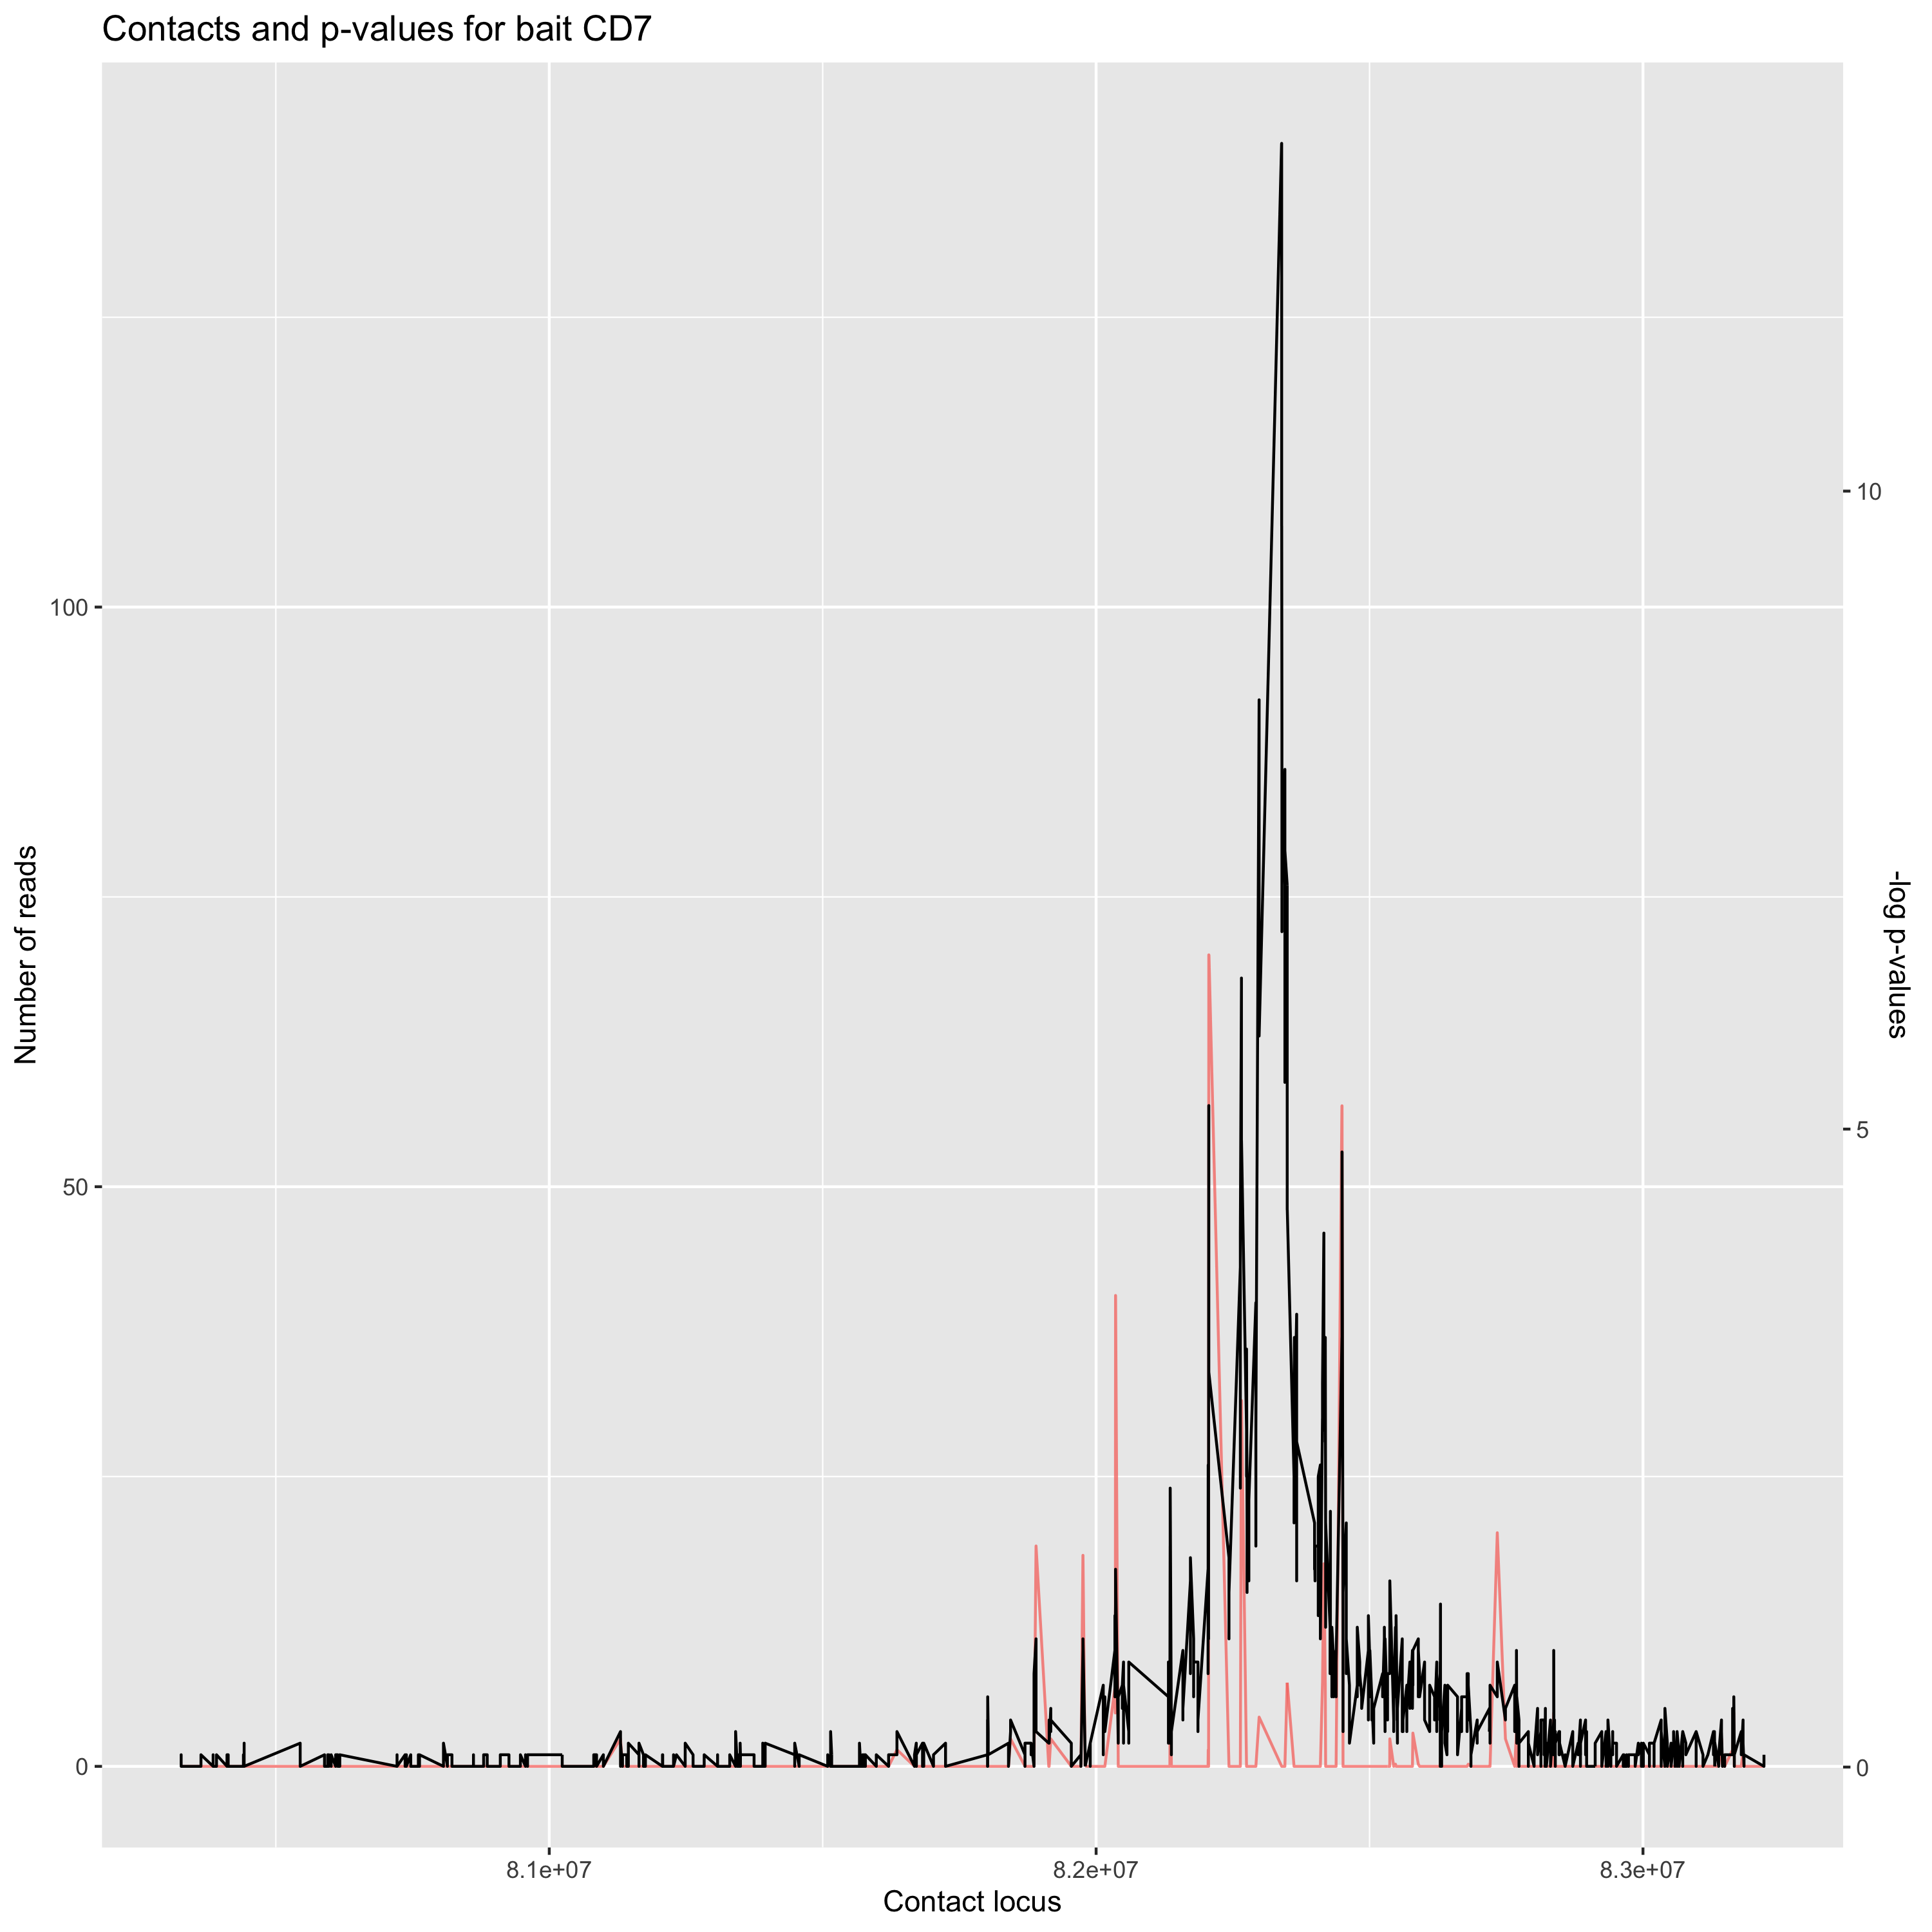 Contacts and p-values for bait CD7
Number of reads
100
50
0
10
5
0
-log p-values
8.1e+07
8.2e+07
8.3e+07
Contact locus